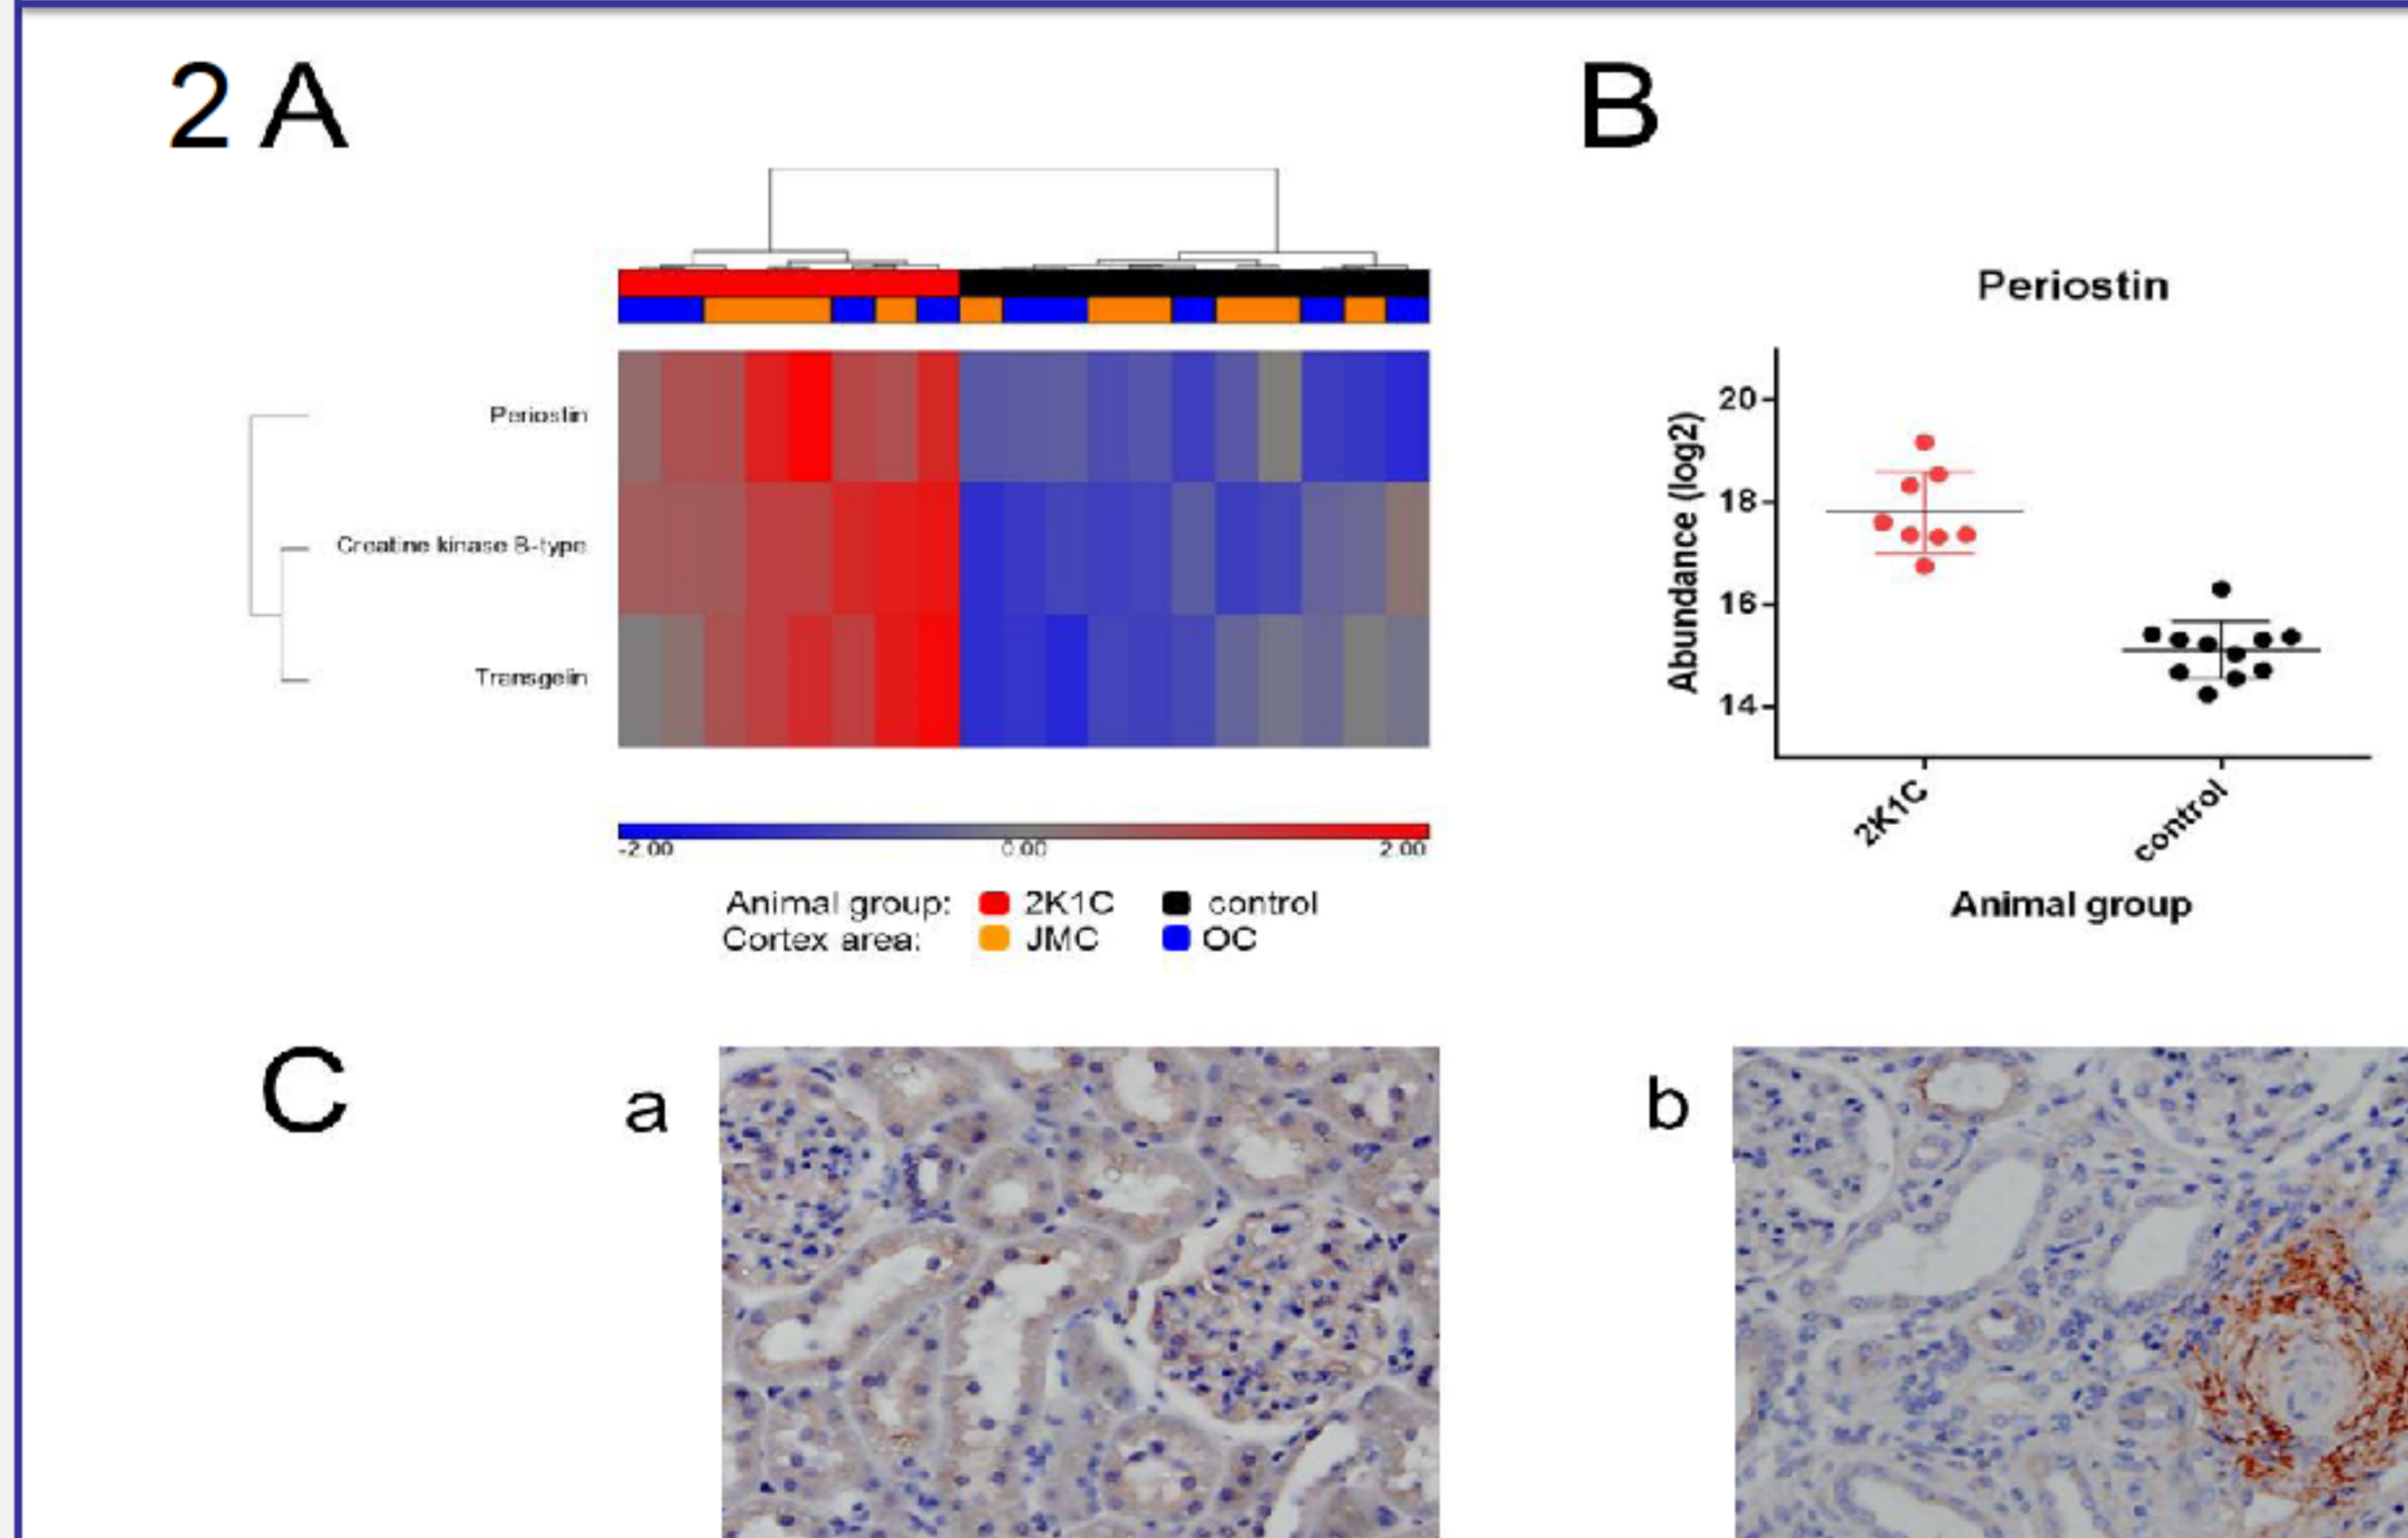 2 A
B
Periostin
Creatine kinase B-type
Transgelin
-2.00 0.00 2.00
Animal group: 2K1C control
Cortex area: JMC OC
Periostin
Abundance (log2)
20
18
16
14
2K1C
control
Animal group
C
a
b